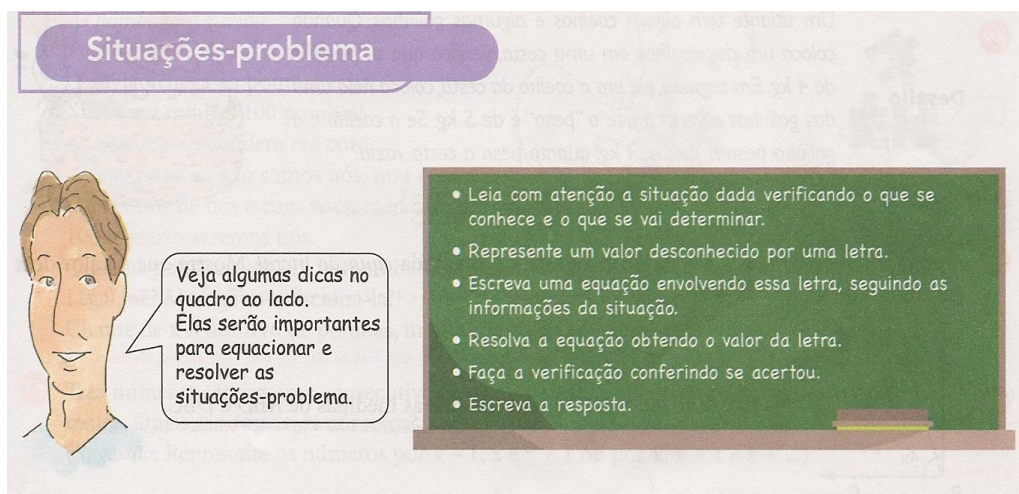 Situações-problema
Veja algumas dicas no
quadro ao lado.
Elas serão importantes
para equacionar e
resolver as
situações-problema.
• Leia com atenção a situação dada verificando o que se
conhece e o que se vai determinar.
• Represente um valor desconhecido por uma letra.
• Escreva uma equação envolvendo essa letra, seguindo as
informações da situação.
• Resolva a equação obtendo o valor da letra.
• Faça a verificação conferindo se acertou.
• Escreva a resposta.